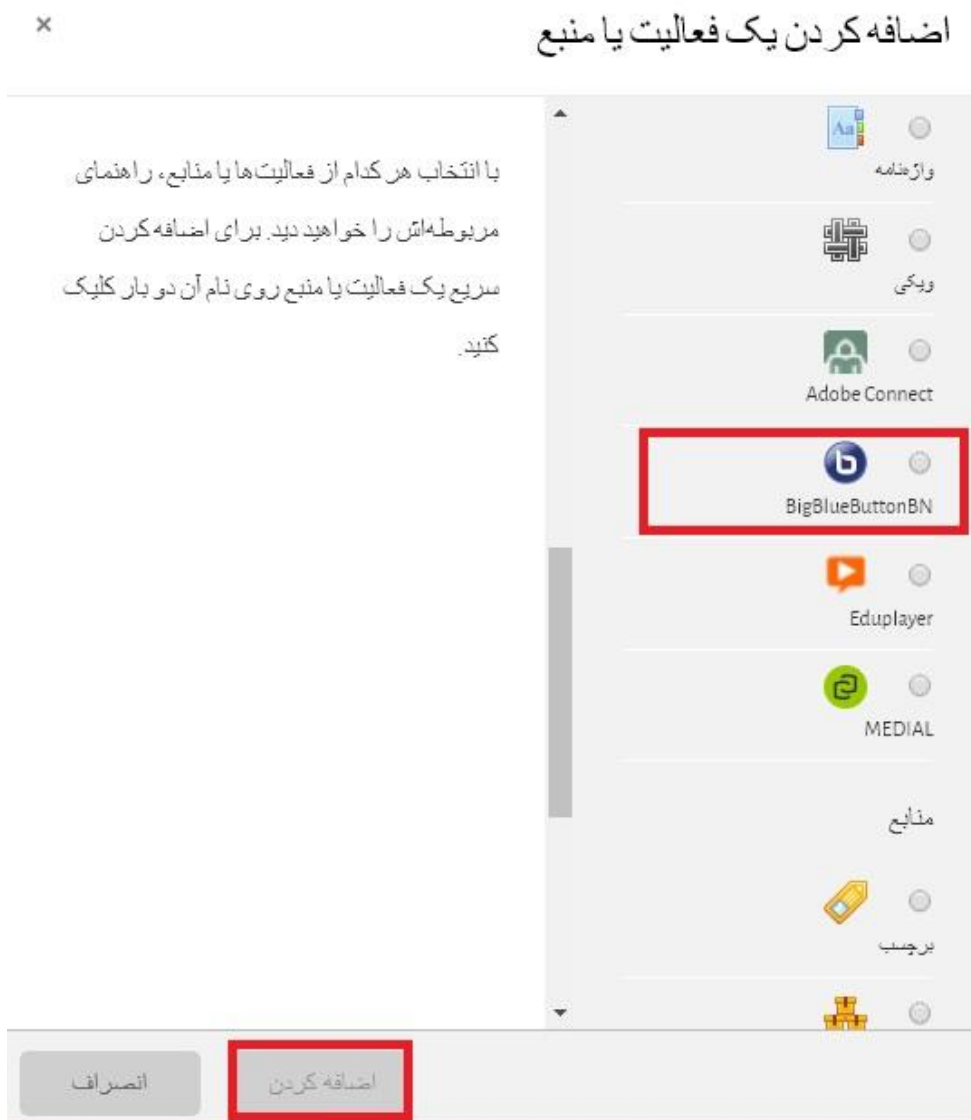 اضافه کردن یک فعالیت یا منبع
×
واژه‌نامه
ویکی
Adobe Connect
BigBlueButtonBN
Eduplayer
MEDIAL
منابع
برچسب
با انتخاب هر کدام از فعالیت‌ها یا منابع، راهنمای
مربوطه‌اش را خواهید دید. برای اضافه کردن
سریع یک فعالیت یا منبع روی نام آن دو بار کلیک
کنید.
اضافه کردن
انصراف